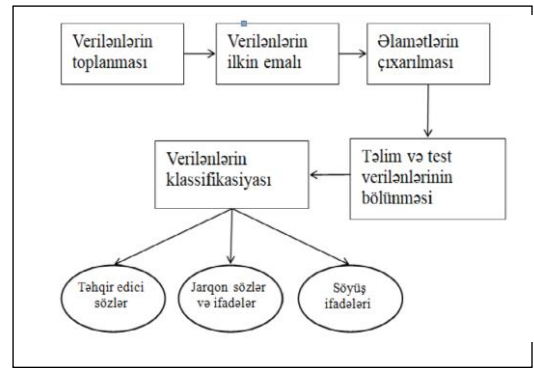 Verilənlərin
toplanması
Verilənlərin
ilkin emalı
Əlamətlərin
çıxarılması
Təlim və test
verilənlərinin
bölünməsi
Verilənlərin
klassifikasiyası
Təhqir edici
sözlər
Jarqon sözlər
və ifadələr
Söyüş
ifadələri